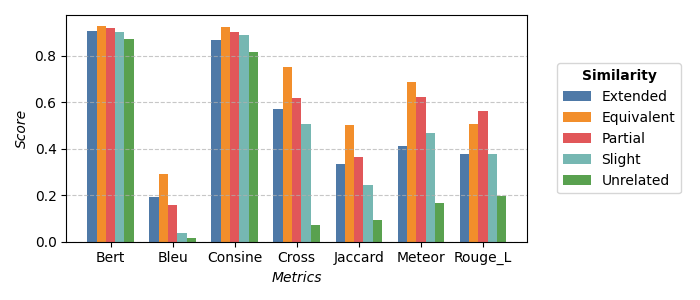 0.8
0.6
0.4
0.2
0.0
Score
Bert Bleu Consine Cross Jaccard Meteor Rouge_L
Metrics
Similarity
Extended
Equivalent
Partial
Slight
Unrelated